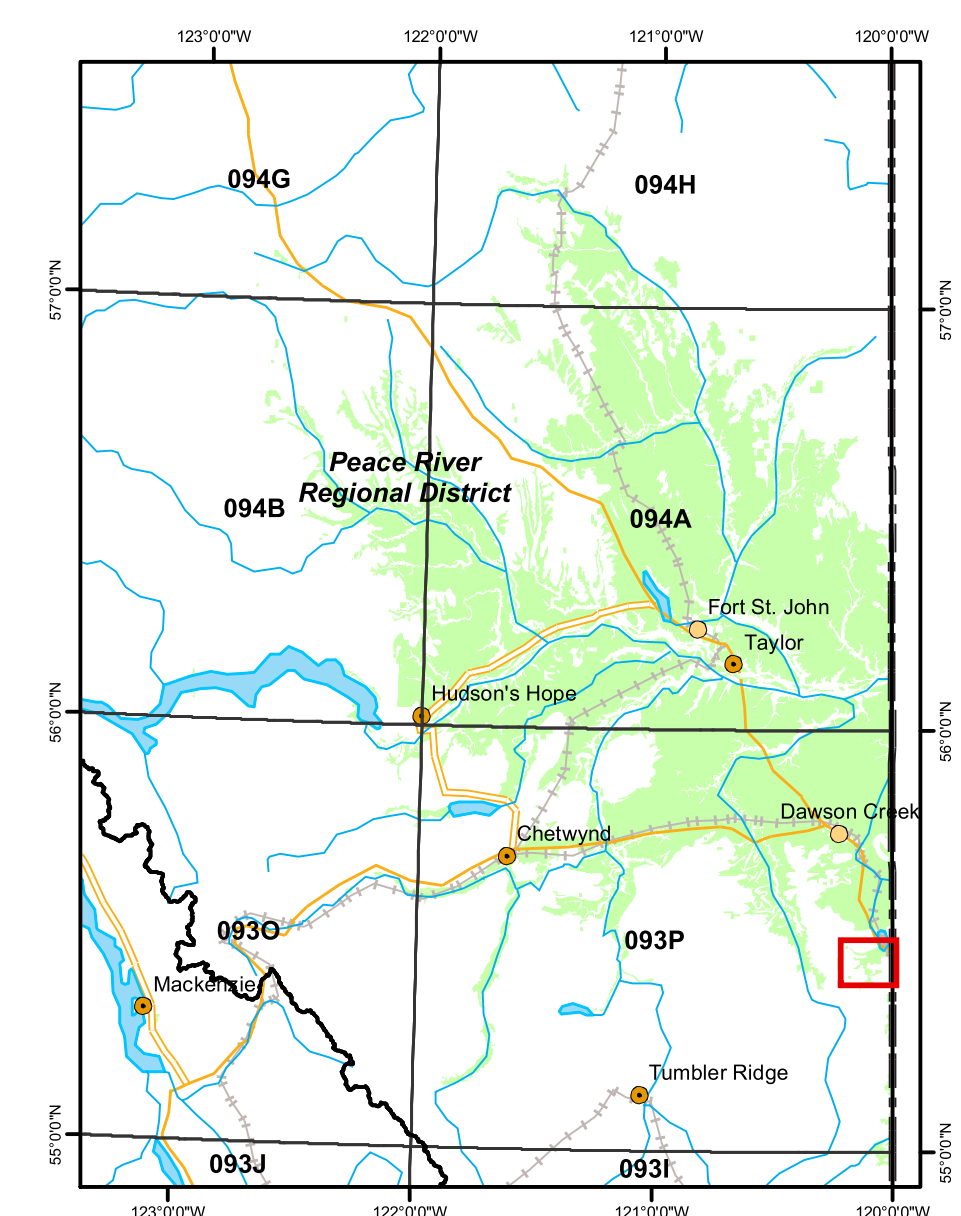 123°0'0"W
122°0'0"W
121°0'0"W
120°0'0"W
094G
094H
57°0'0"N
57°0'0"N
Peace River
Regional District
094B
094A
Fort St. John
Taylor
Hudson's Hope
56°0'0"N
56°0'0"N
Dawson Creek
Chetwynd
093O
093P
Mackenzie
Tumbler Ridge
55°0'0"N
55°0'0"N
093J
093I
123°0'0"W
122°0'0"W
121°0'0"W
120°0'0"W